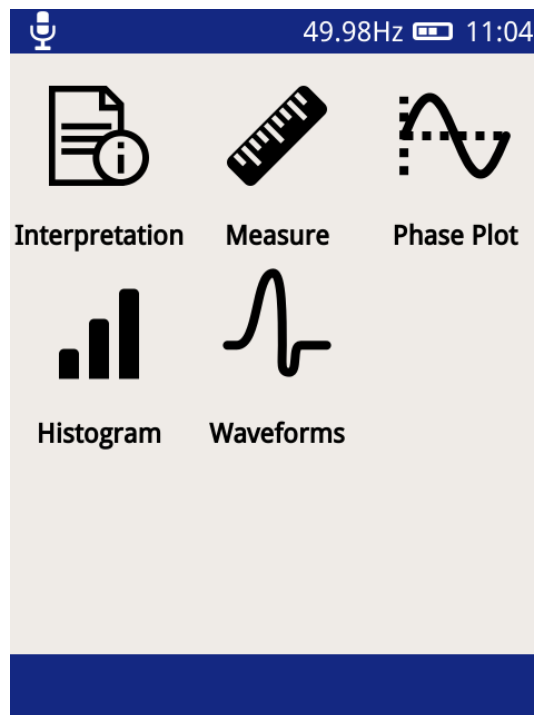 49.98Hz 11:04
Interpretation Measure Phase Plot
Histogram Waveforms